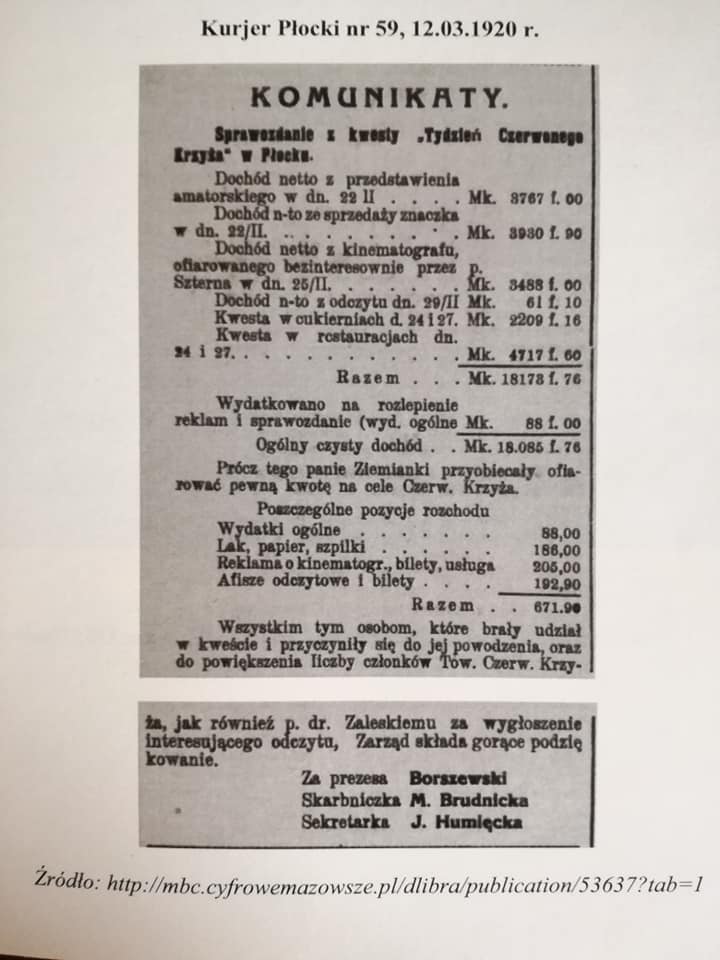 Kurjer Płocki nr 59, 12.03.1920 r.
KOMUNIKATY.
Sprawozdanie z kwesty „Tydzień Czerwonego
Krzyża" w Płocku.
Dochód netto z przedstawienia
amatorskiego w dn. 22 II . . . . Mk. 3767 f. 00
Dochód n-to ze sprzedaży znaczka
w dn. 22/II. . . . . . . . . . Mk. 3930 f. 90
Dochód netto z kinematografu,
ofiarowanego bezinteresownie przez p.
Szterna w dn. 25/II. . . . . . . Mk. 3488 f. 00
Dochód n-to z odczytu dn. 29/II Mk. 61 f. 10
Kwesta w cukierniach d. 24 i 27. Mk. 2209 f. 16
Kwesta w restauracjach dn.
24 i 27. . . . . . . . . . . . Mk. 4717 f. 60
Razem . . . Mk. 18173 f. 76
Wydatkowano na rozlepienie
reklam i sprawozdanie (wyd. ogólne Mk. 88 f. 00
Ogólny czysty dochód . . Mk. 18.085 f. 76
Prócz tego panie Ziemianki przyobiecały ofia-
rować pewną kwotę na cele Czerw. Krzyża.
Poszczególne pozycje rozchodu
Wydatki ogólne . . . . . . . 88,00
Lak, papier, szpilki . . . . . . 186,00
Reklama o kinematogr., bilety, usługa 205,00
Afisze odczytowe i bilety . . . . 192,90
Razem . . 671.90
Wszystkim tym osobom, które brały udział
w kweście i przyczyniły się do jej powodzenia, oraz
do powiększenia liczby członków Tow. Czerw. Krzy-
ża, jak również p. dr. Zaleskiemu za wygłoszenie
interesującego odczytu, Zarząd składa gorące podzię
kowanie.
Za prezesa Borszewski
Skarbniczka M. Brudnicka
Sekretarka J. Humięcka
Źródło: http://mbc.cyfrowemazowsze.pl/dlibra/publication/53637?tab=1